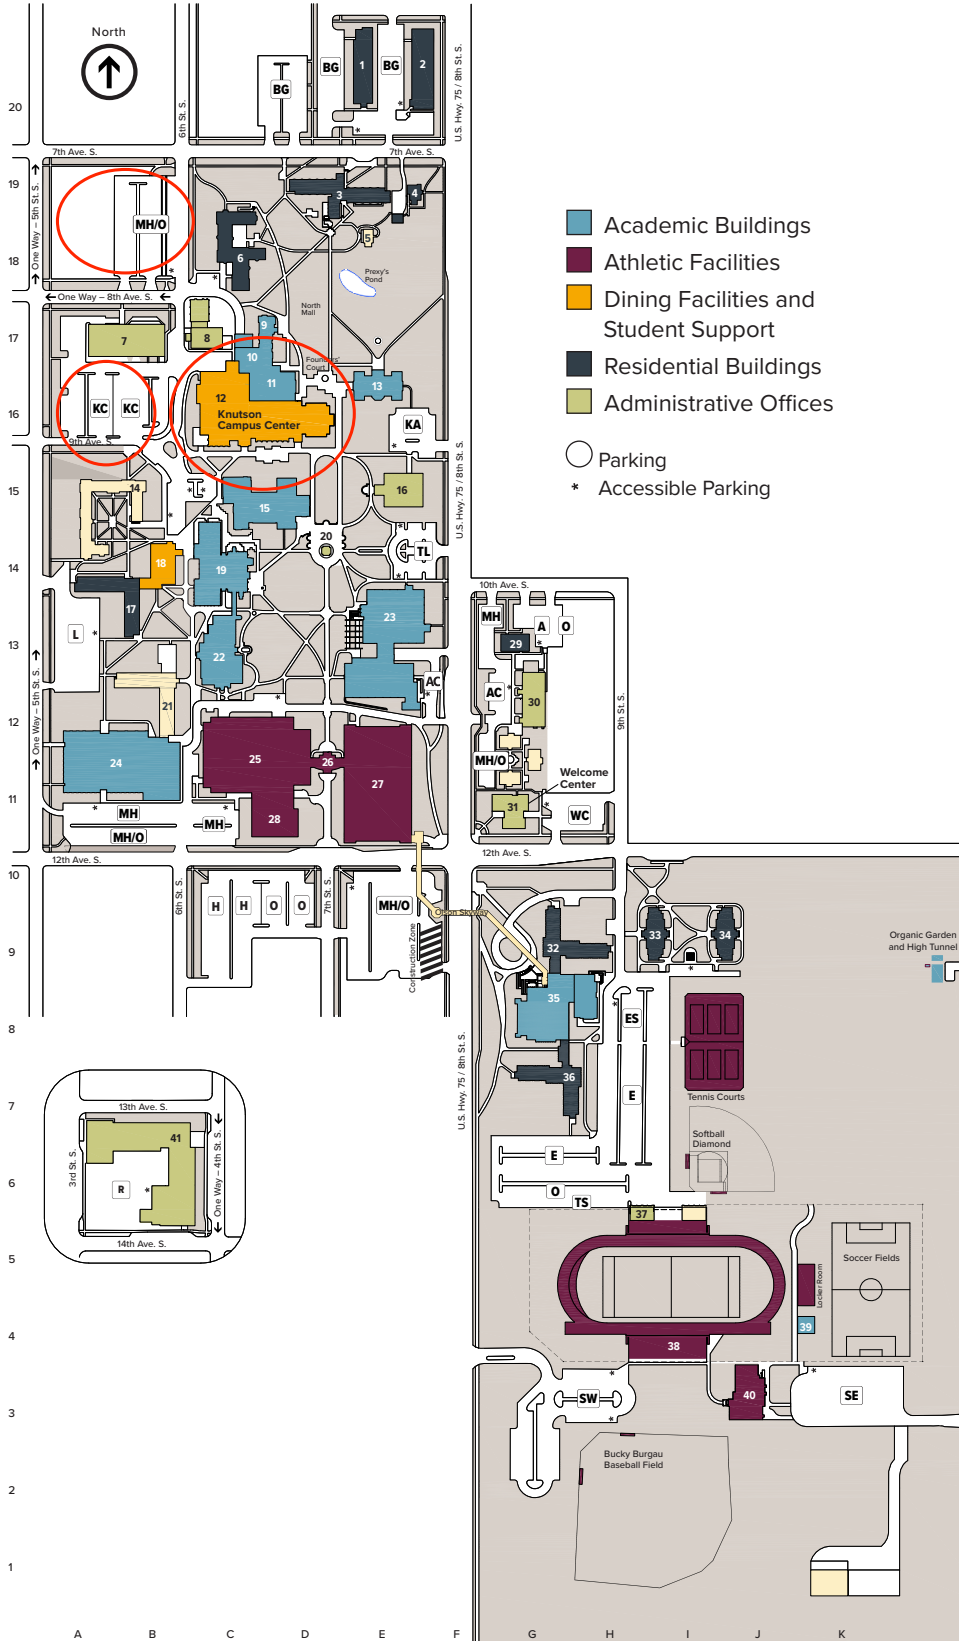 North
BG
1
BG
2
BG
20
6th St. S.
U.S. Hwy. 75 / 8th St. S.
7th Ave. S.
7th Ave. S.
19
One Way – 5th St. S.
3
4
MH/O
5
6
18
Prexy's
Pond
One Way – 8th Ave. S.
North
Mall
9
17
7
8
10
Founders'
Court
11
13
12
KC
KC
16
Knutson
Campus Center
KA
9th Ave. S.
U.S. Hwy. 75 / 8th St. S.
Academic Buildings
Athletic Facilities
Dining Facilities and
Student Support
Residential Buildings
Administrative Offices
Parking
* Accessible Parking
15
14
16
15
20
TL
18
19
14
10th Ave. S.
17
23
MH
A
O
L
29
13
22
AC
AC
One Way – 5th St. S.
21
30
9th St. S.
12
24
25
26
27
MH/O
Welcome
Center
31
11
28
WC
MH
MH
MH/O
12th Ave. S.
12th Ave. S.
10
6th St. S.
7th St. S.
H
H
O
O
MH/O
Olson Skyway
33
34
Organic Garden
and High Tunnel
9
Construction Zone
32
35
ES
8
U.S. Hwy. 75 / 8th St. S.
36
E
Tennis Courts
7
13th Ave. S.
Softball
Diamond
41
3rd St. S.
One Way – 4th St. S.
E
R
6
O
TS
37
14th Ave. S.
5
Soccer Fields
Locker Room
4
39
38
40
SW
SE
3
Bucky Burgau
Baseball Field
2
1
A
B
C
D
E
F
G
H
I
J
K